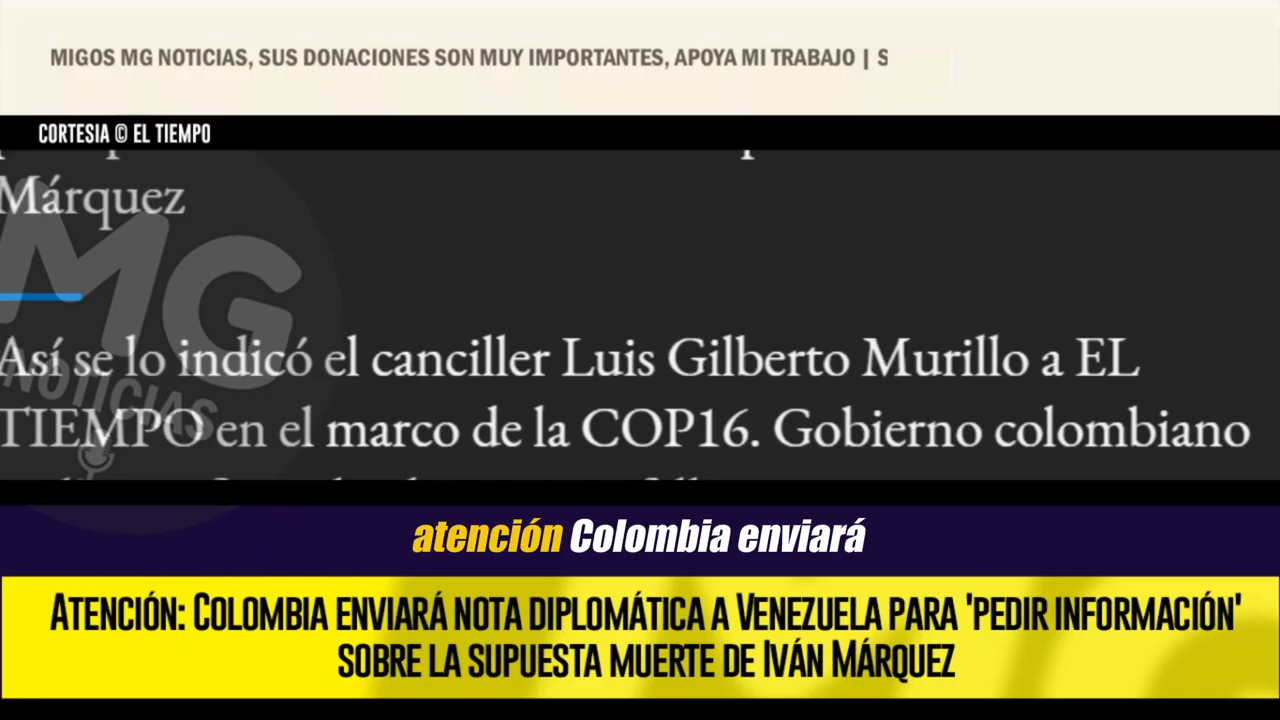 MIGOS MG NOTICIAS, SUS DONACIONES SON MUY IMPORTANTES, APOYA MI TRABAJO | S
CORTESIA © EL TIEMPO
Márquez
MG
NOTICIAS
Así se lo indicó el canciller Luis Gilberto Murillo a EL
TIEMPO en el marco de la COP16. Gobierno colombiano
atención Colombia enviará
ATENCIÓN: COLOMBIA ENVIARÁ NOTA DIPLOMÁTICA A VENEZUELA PARA 'PEDIR INFORMACIÓN'
SOBRE LA SUPUESTA MUERTE DE IVÁN MÁRQUEZ